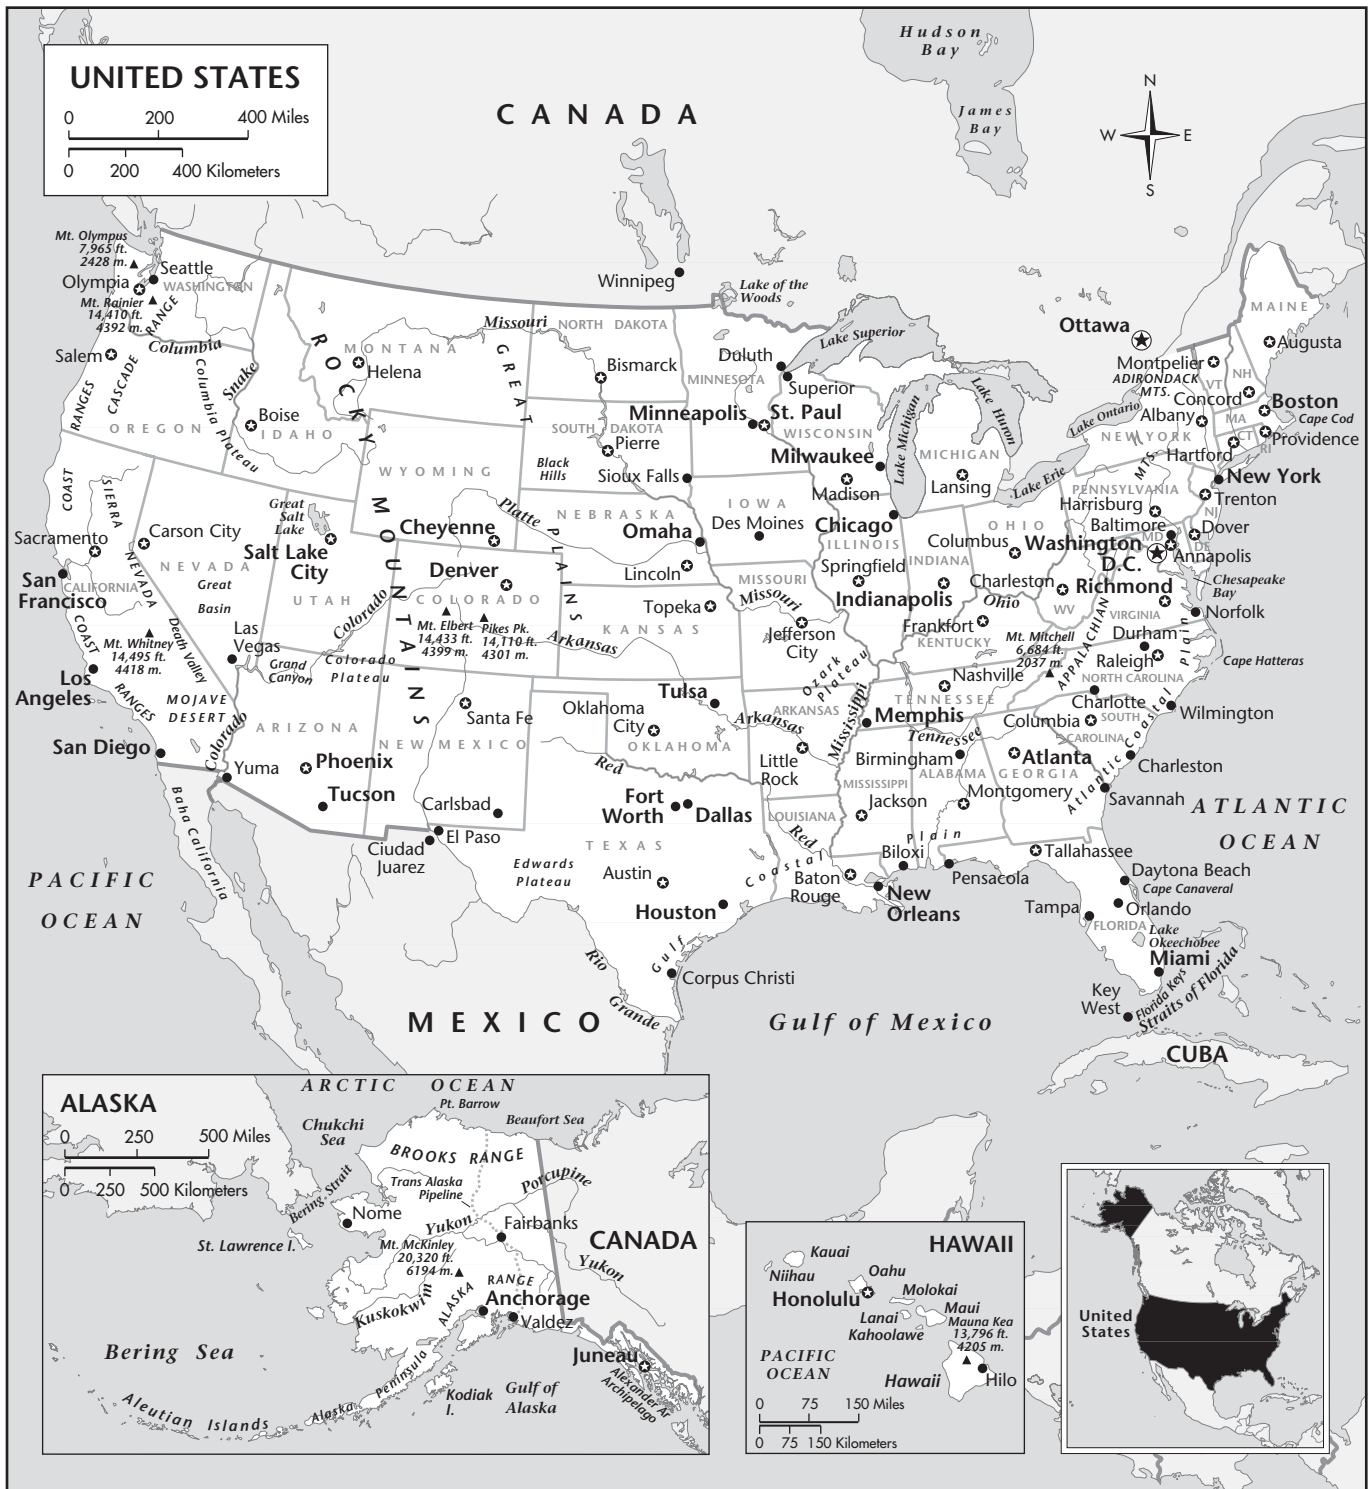 Hudson
Bay
James
Bay
UNITED STATES
0 200 400 Miles
0 200 400 Kilometers
CANADA
N
W E
S
Mt. Olympus
7,965 ft.
2428 m.
Seattle
Olympia
WASHINGTON
Mt. Rainier
14,410 ft.
4392 m.
RANGE
CASCADE
Salem
Columbia
RANGES
COAST
Columbia Plateau
Snake
OREGON
Boise
IDAHO
ROCKY
MOUNTAINS
MONTANA
Helena
Missouri
GREAT
PLAINS
NORTH DAKOTA
Bismarck
Winnipeg
Lake of the
Woods
Duluth
MINNESOTA
Superior
Lake Superior
Minneapolis
St. Paul
SOUTH DAKOTA
Pierre
Black
Hills
Sioux Falls
WYOMING
Cheyenne
Platte
NEBRASKA
Omaha
Lincoln
IOWA
Des Moines
WISCONSIN
Milwaukee
Madison
Lake Michigan
Lake Huron
MICHIGAN
Lansing
Chicago
ILLINOIS
Springfield
INDIANA
Indianapolis
OHIO
Columbus
Lake Erie
Lake Ontario
Ottawa
MAINE
Augusta
Montpelier
ADIRONDACK
MTS.
VT
NH
Concord
Boston
Cape Cod
Albany
MA
NEW YORK
CT
RI
Providence
Hartford
MTS.
New York
PENNSYLVANIA
Trenton
Harrisburg
NJ
Baltimore
MD
Dover
DE
Washington
D.C.
Annapolis
Chesapeake
Bay
Richmond
Charleston
WV
VIRGINIA
Norfolk
Ohio
Frankfort
KENTUCKY
Mt. Mitchell
6,684 ft.
2037 m.
APPALACHIAN
Durham
Raleigh
Plain
Cape Hatteras
NORTH CAROLINA
Charlotte
Wilmington
Columbia
SOUTH
CAROLINA
Atlantic Coastal
Charleston
Savannah
ATLANTIC
OCEAN
Nashville
TENNESSEE
Memphis
Tennessee
Birmingham
ALABAMA
GEORGIA
Atlanta
Montgomery
MISSISSIPPI
Mississippi
Jackson
ARKANSAS
Little
Rock
Arkansas
Ozark
Plateau
MISSOURI
Missouri
Jefferson
City
Topeka
KANSAS
Arkansas
Denver
COLORADO
Mt. Elbert
14,433 ft.
4399 m.
Pikes Pk.
14,110 ft.
4301 m.
Great
Salt
Lake
Salt Lake
City
UTAH
Colorado
Carson City
NEVADA
Great
Basin
SIERRA
NEVADA
Sacramento
San
Francisco
CALIFORNIA
COAST
RANGES
Mt. Whitney
14,495 ft.
4418 m.
Death Valley
Las
Vegas
Grand
Canyon
Colorado
Plateau
Los
Angeles
MOJAVE
DESERT
Colorado
San Diego
Yuma
ARIZONA
Phoenix
Tucson
NEW MEXICO
Santa Fe
Carlsbad
El Paso
Ciudad
Juarez
Baha California
Tulsa
Oklahoma
City
OKLAHOMA
Red
Fort
Worth
Dallas
TEXAS
Edwards
Plateau
Austin
Houston
LOUISIANA
Red
Baton
Rouge
New
Orleans
Biloxi
Gulf
Coastal
Plain
Pensacola
Tallahassee
Daytona Beach
Cape Canaveral
Orlando
Tampa
FLORIDA
Lake
Okeechobee
Miami
Key
West
Florida Keys
Straits of Florida
CUBA
Corpus Christi
Rio
Grande
MEXICO
Gulf of Mexico
PACIFIC
OCEAN
ALASKA
0 250 500 Miles
0 250 500 Kilometers
ARCTIC OCEAN
Pt. Barrow
Beaufort Sea
Chukchi
Sea
BROOKS RANGE
Trans Alaska
Pipeline
Porcupine
Bering Strait
Nome
Yukon
Fairbanks
St. Lawrence I.
CANADA
Mt. McKinley
20,320 ft.
6194 m.
Yukon
ALASKA
RANGE
Kuskokwim
Anchorage
Valdez
Juneau
Bering Sea
Alexander Ar
Archipelago
Alaska
Peninsula
Kodiak
I.
Gulf of
Alaska
Aleutian Islands
HAWAII
Kauai
Niihau
Oahu
Honolulu
Molokai
Lanai
Maui
Kahoolawe
Mauna Kea
13,796 ft.
4205 m.
PACIFIC
OCEAN
Hawaii
Hilo
0 75 150 Miles
0 75 150 Kilometers
United
States